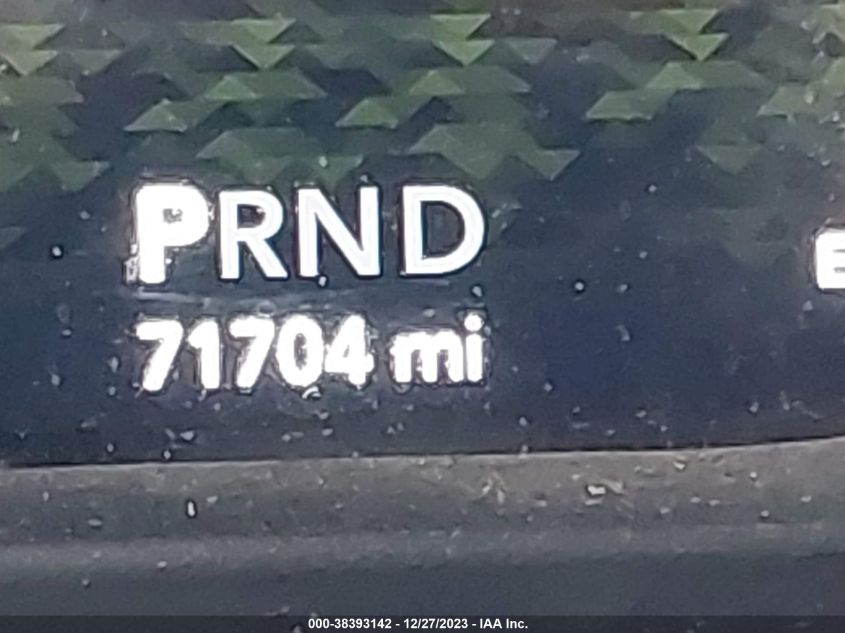 PRND
E
71704 mi
000-38393142 - 12/27/2023 - IAA Inc.